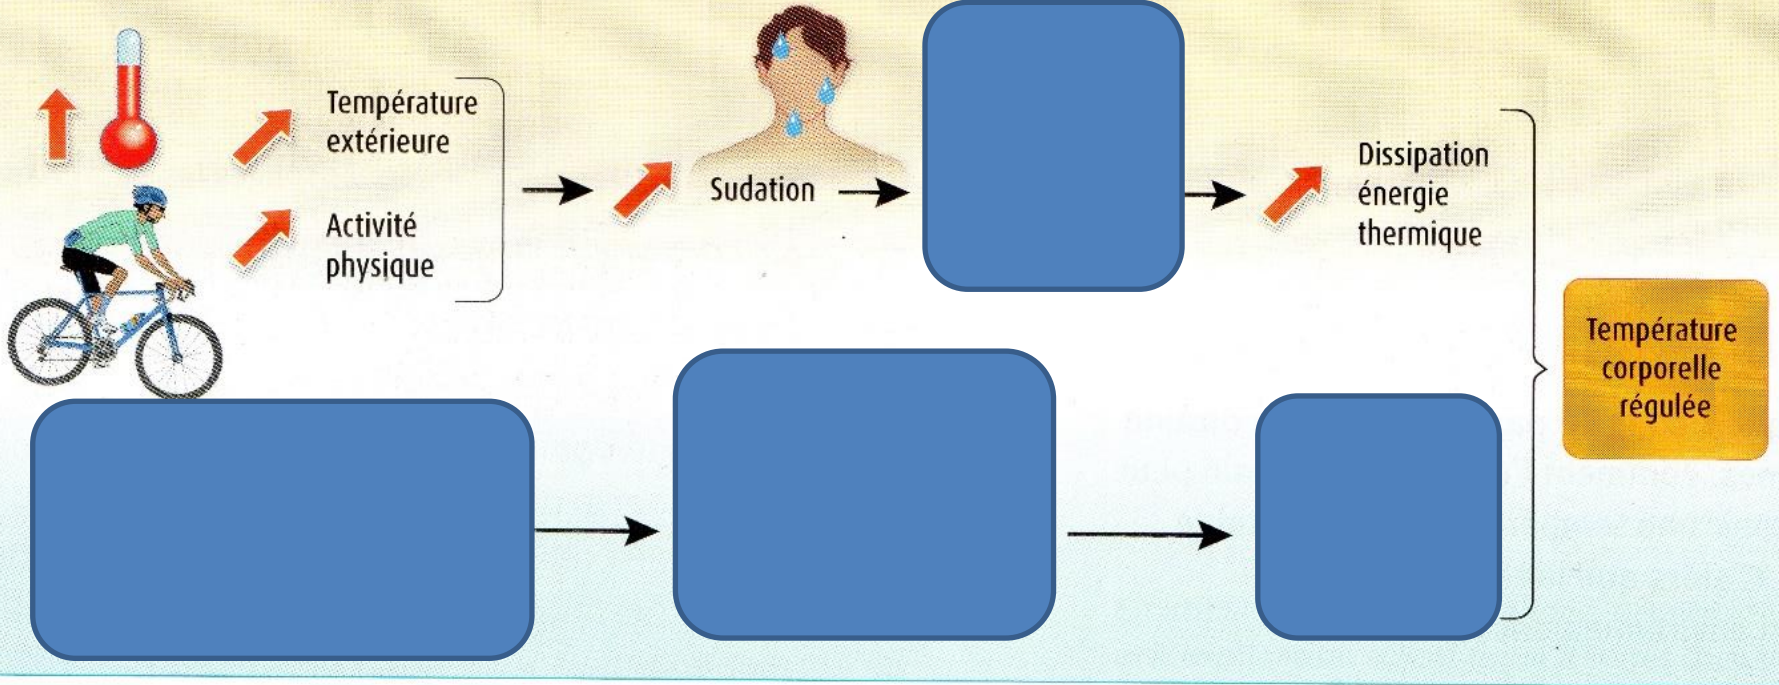 Température
extérieure
Activité
physique
Sudation
Dissipation
énergie
thermique
Température
corporelle
régulée